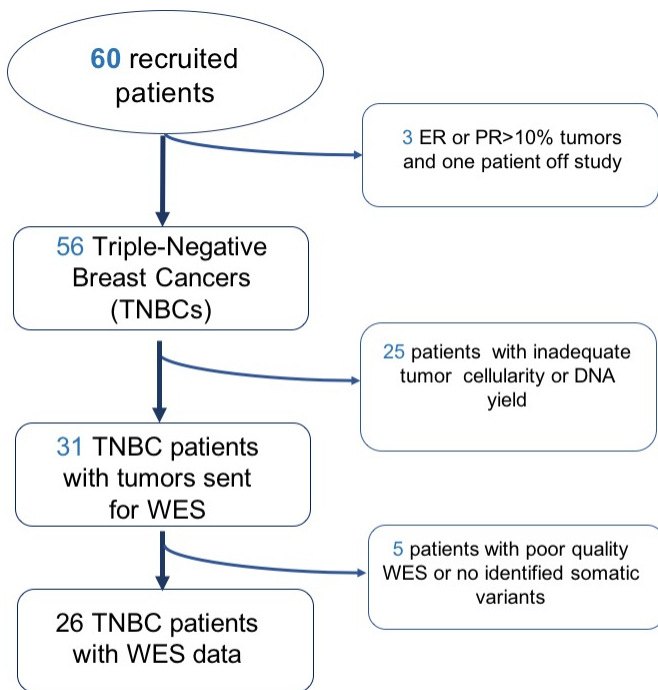 60 recruited
patients
3 ER or PR>10% tumors
and one patient off study
56 Triple-Negative
Breast Cancers
(TNBCs)
25 patients with inadequate
tumor cellularity or DNA
yield
31 TNBC patients
with tumors sent
for WES
5 patients with poor quality
WES or no identified somatic
variants
26 TNBC patients
with WES data